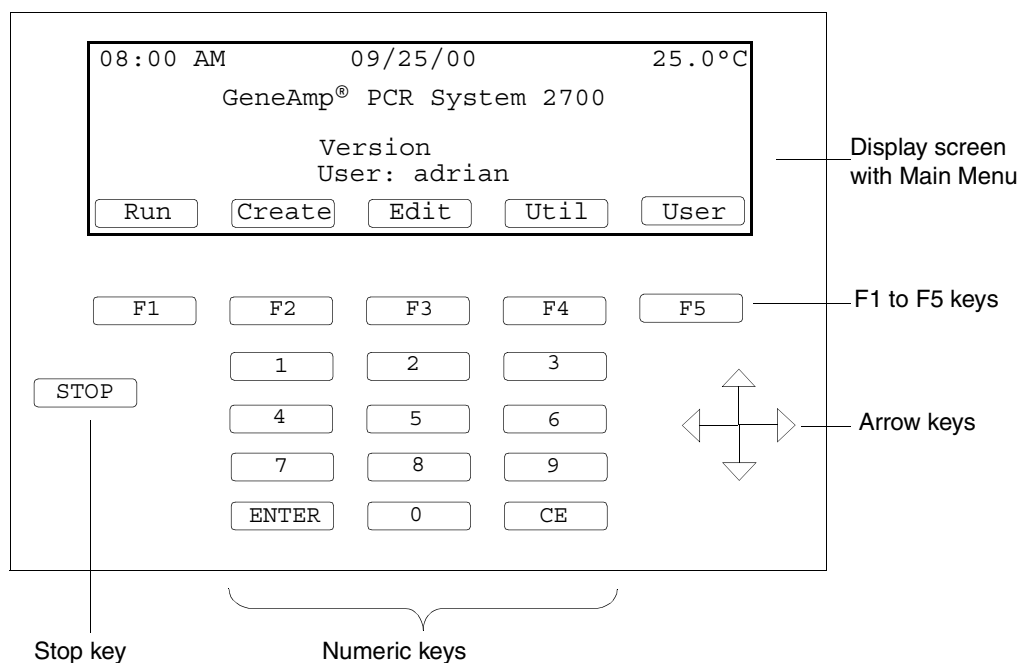 08:00 AM 09/25/00 25.0°C
GeneAmp® PCR System 2700
Version
User: adrian
Run Create Edit Util User
Display screen
with Main Menu
F1 F2 F3 F4 F5
F1 to F5 keys
1 2 3
STOP
4 5 6
Arrow keys
7 8 9
ENTER 0 CE
Stop key
Numeric keys